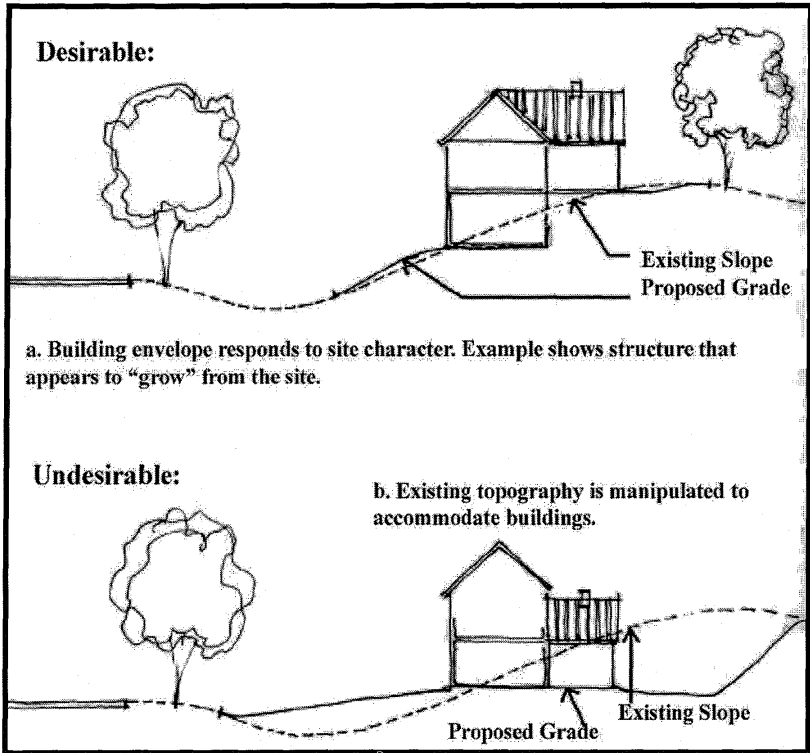 Desirable:
Existing Slope
Proposed Grade
a. Building envelope responds to site character. Example shows structure that
appears to “grow” from the site.
Undesirable:
b. Existing topography is manipulated to
accommodate buildings.
Existing Slope
Proposed Grade